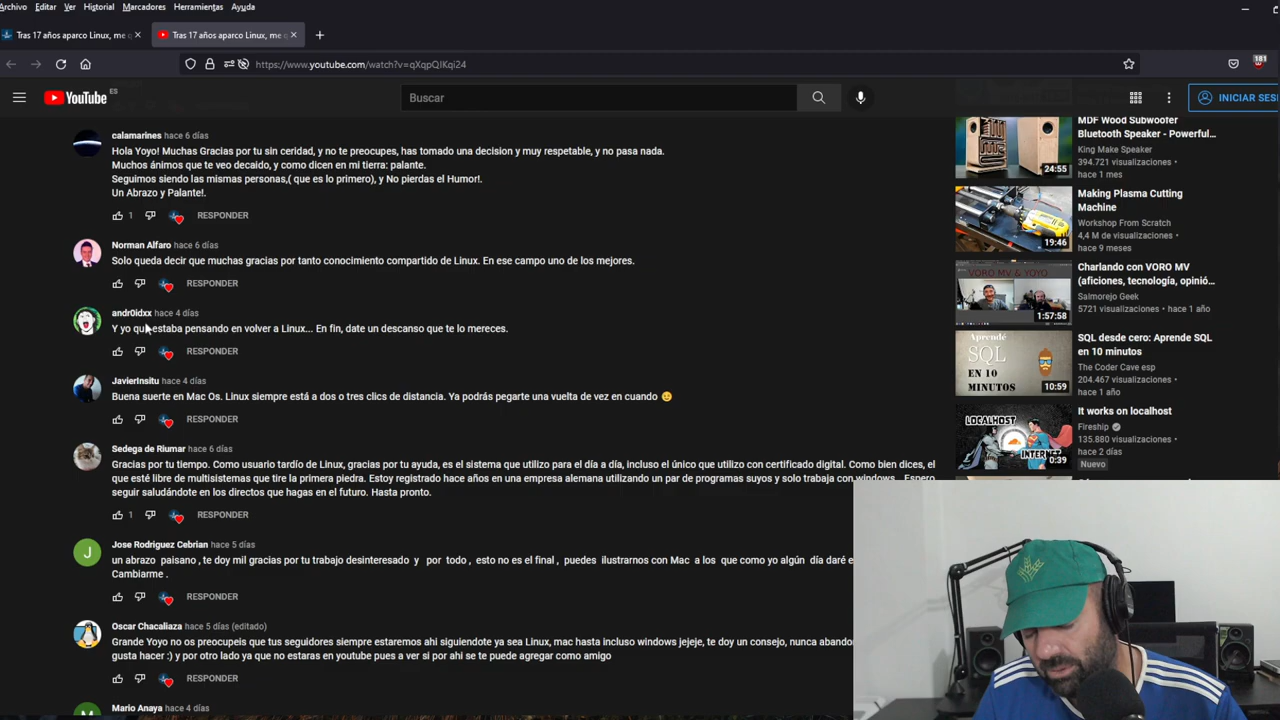 Archivo Editar Ver Historial Marcadores Herramientas Ayuda
Tras 17 años aparco Linux, me q
Tras 17 años aparco Linux, me q
https://www.youtube.com/watch?v=qXqpQIKqi24
181
YouTube ES
Buscar
INICIAR SES
calamarines hace 6 días
Hola Yoyo! Muchas Gracias por tu sin ceridad, y no te preocupes, has tomado una decision y muy respetable, y no pasa nada.
Muchos ánimos que te veo decaido, y como dicen en mi tierra: palante.
Seguimos siendo las mismas personas,( que es lo primero), y No pierdas el Humor!.
Un Abrazo y Palante!.
1 RESPONDER
Norman Alfaro hace 6 días
Solo queda decir que muchas gracias por tanto conocimiento compartido de Linux. En ese campo uno de los mejores.
RESPONDER
andr0idxx hace 4 días
Y yo que estaba pensando en volver a Linux... En fin, date un descanso que te lo mereces.
RESPONDER
JavierInsitu hace 4 días
Buena suerte en Mac Os. Linux siempre está a dos o tres clics de distancia. Ya podrás pegarte una vuelta de vez en cuando 😉
RESPONDER
Sedega de Riumar hace 6 días
Gracias por tu tiempo. Como usuario tardío de Linux, gracias por tu ayuda, es el sistema que utilizo para el día a día, incluso el único que utilizo con certificado digital. Como bien dices, el
que esté libre de multisistemas que tire la primera piedra. Estoy registrado hace años en una empresa alemana utilizando un par de programas suyos y solo trabaja con windows. Espero
seguir saludándote en los directos que hagas en el futuro. Hasta pronto.
1 RESPONDER
J
Jose Rodriguez Cebrian hace 5 días
un abrazo paisano , te doy mil gracias por tu trabajo desinteresado y por todo , esto no es el final , puedes ilustrarnos con Mac a los que como yo algún día daré e
Cambiarme .
RESPONDER
Oscar Chacaliaza hace 5 días (editado)
Grande Yoyo no os preocupeis que tus seguidores siempre estaremos ahi siguiendote ya sea Linux, mac hasta incluso windows jejeje, te doy un consejo, nunca aband
gusta hacer :) y por otro lado ya que no estaras en youtube pues a ver si por ahi se te puede agregar como amigo
RESPONDER
Mario Anaya hace 4 días
MDF Wood Subwoofer
Bluetooth Speaker - Powerful...
King Make Speaker
394.721 visualizaciones •
hace 1 mes
24:55
Making Plasma Cutting
Machine
Workshop From Scratch
4,4 M de visualizaciones •
hace 9 meses
19:46
Charlando con VORO MV &
(aficiones, tecnología, opinió...
Salmorejo Geek
5721 visualizaciones • hace 1 año
VORO MV & YOYO
1:57:58
SQL desde cero: Aprende SQL
en 10 minutos
The Coder Cave esp
204.467 visualizaciones •
hace 1 año
Aprendé
SQL
EN 10
MINUTOS
10:59
It works on localhost
Fireship
135.880 visualizaciones •
hace 2 días
Nuevo
LOCALHOST
INTERNET
0:39